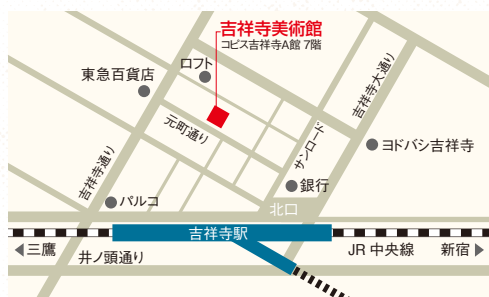 吉祥寺美術館
コピス吉祥寺A館 7階
ロフト
東急百貨店
吉祥寺大通り
元町通り
サンロード
ヨドバシ吉祥寺
吉祥寺通り
パルコ
銀行
北口
吉祥寺駅
三鷹
井ノ頭通り
JR 中央線
新宿